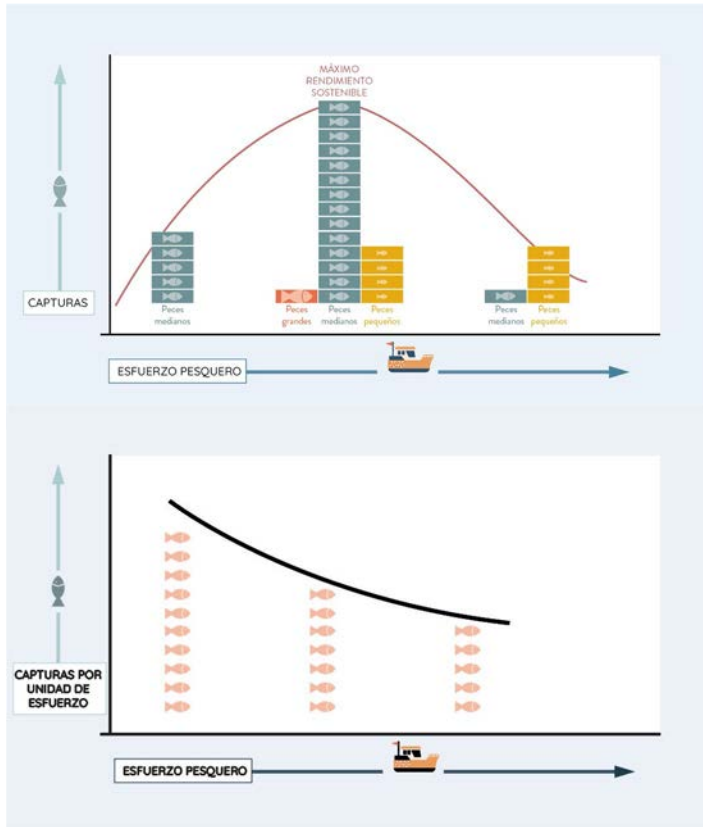 MÁXIMO
RENDIMIENTO
SOSTENIBLE
CAPTURAS
Peces
medianos
Peces
grandes
Peces
medianos
Peces
pequeños
Peces
medianos
Peces
pequeños
ESFUERZO PESQUERO
CAPTURAS POR
UNIDAD DE
ESFUERZO
ESFUERZO PESQUERO